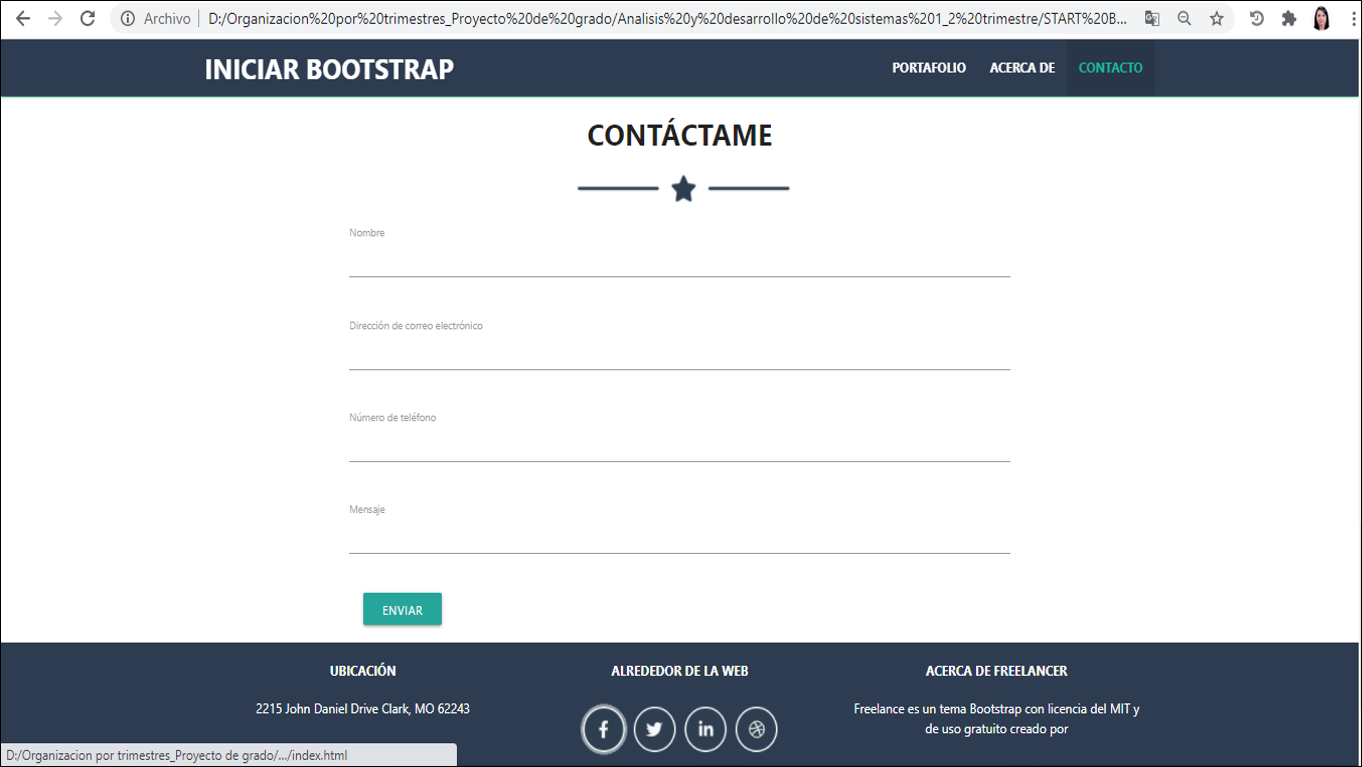 Archivo | D:/Organizacion%20por%20trimestres_Proyecto%20de%20grado/Analisis%20y%20desarrollo%20de%20sistemas%201_2%20trimestre/START%20B...
INICIAR BOOTSTRAP
PORTAFOLIO ACERCA DE CONTACTO
CONTÁCTAME
Nombre
Dirección de correo electrónico
Número de teléfono
Mensaje
ENVIAR
UBICACIÓN
2215 John Daniel Drive Clark, MO 62243
ALREDEDOR DE LA WEB
ACERCA DE FREELANCER
Freelance es un tema Bootstrap con licencia del MIT y
de uso gratuito creado por
D:/Organizacion por trimestres_Proyecto de grado/.../index.html